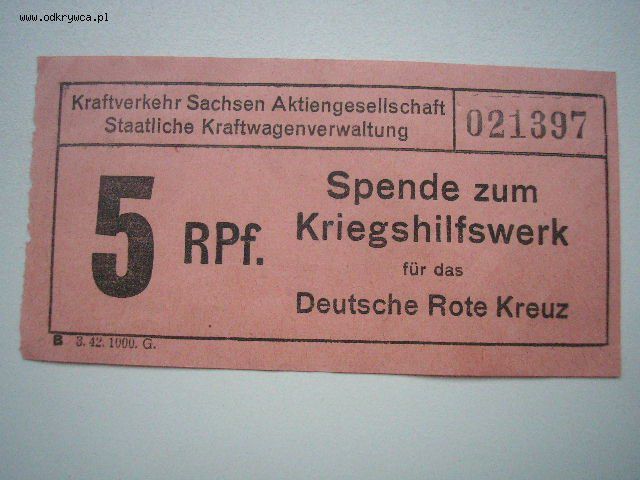 www.odkrywca.pl
Kraftverkehr Sachsen Aktiengesellschaft
Staatliche Kraftwagenverwaltung
021397
5 RPf.
Spende zum
Kriegshilfswerk
für das
Deutsche Rote Kreuz
B 3. 42. 1000. G.